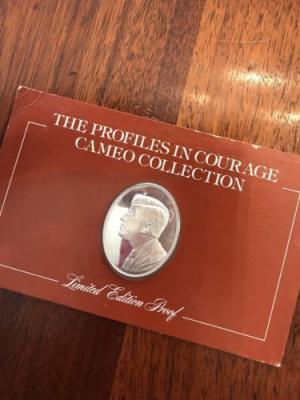 THE PROFILES IN COURAGE
CAMEO COLLECTION
Limited Edition Proof